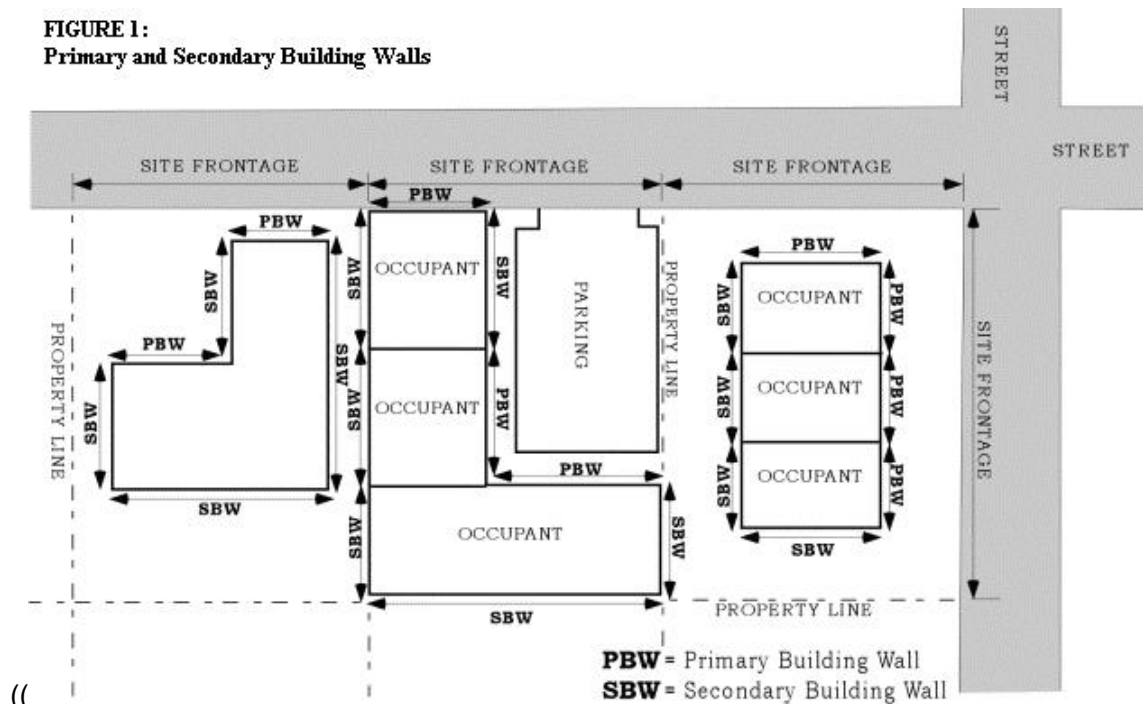 FIGURE 1:
Primary and Secondary Building Walls
STREET
STREET
SITE FRONTAGE
SITE FRONTAGE
SITE FRONTAGE
PBW
PBW
SBW
PBW
SBW
SBW
SBW
PROPERTY LINE
SBW
OCCUPANT
SBW
SBW
OCCUPANT
PBW
PBW
SBW
OCCUPANT
SBW
SBW
PARKING
PROPERTY LINE
PBW
SBW
OCCUPANT
PBW
SBW
OCCUPANT
PBW
SBW
OCCUPANT
PBW
SBW
SITE FRONTAGE
PROPERTY LINE
PBW = Primary Building Wall
SBW = Secondary Building Wall
((